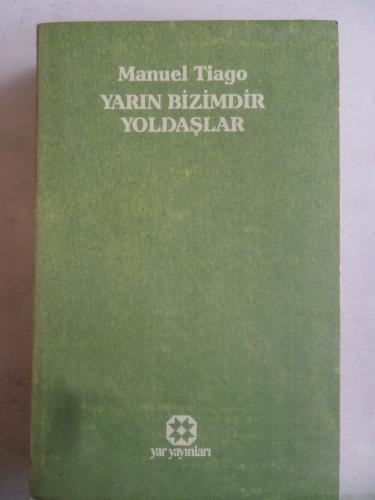 Manuel Tiago
YARIN BİZİMDİR
YOLDAŞLAR
yar yayınları